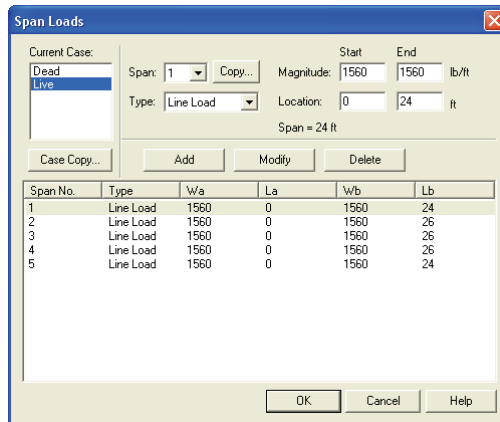 Span Loads
Current Case:
Dead
Live
Case Copy...
Span: 1 Copy...
Type: Line Load
Start End
Magnitude: 1560 1560 lb/ft
Location: 0 24 ft
Span = 24 ft
Add Modify Delete
Span No. Type Wa La Wb Lb
1 Line Load 1560 0 1560 24
2 Line Load 1560 0 1560 26
3 Line Load 1560 0 1560 26
4 Line Load 1560 0 1560 26
5 Line Load 1560 0 1560 24
OK Cancel Help